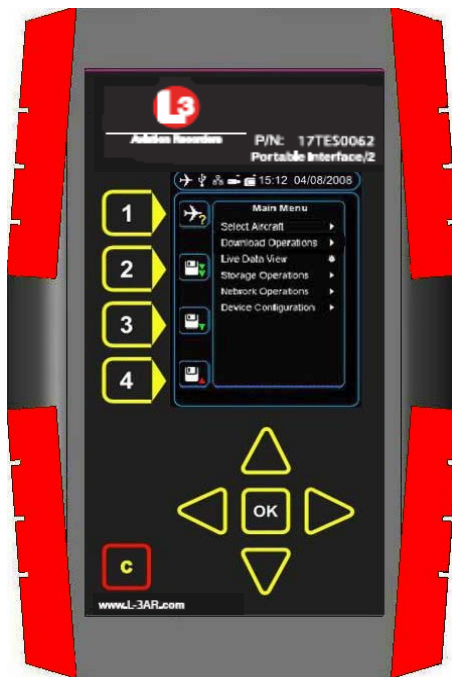 L3
Aviation Recorders
P/N: 17TES0062
Portable Interface/2
15:12 04/08/2008
Main Menu
Select Aircraft
Download Operations
Live Data View
Storage Operations
Network Operations
Device Configuration
1
2
3
4
OK
C
www.L-3AR.com